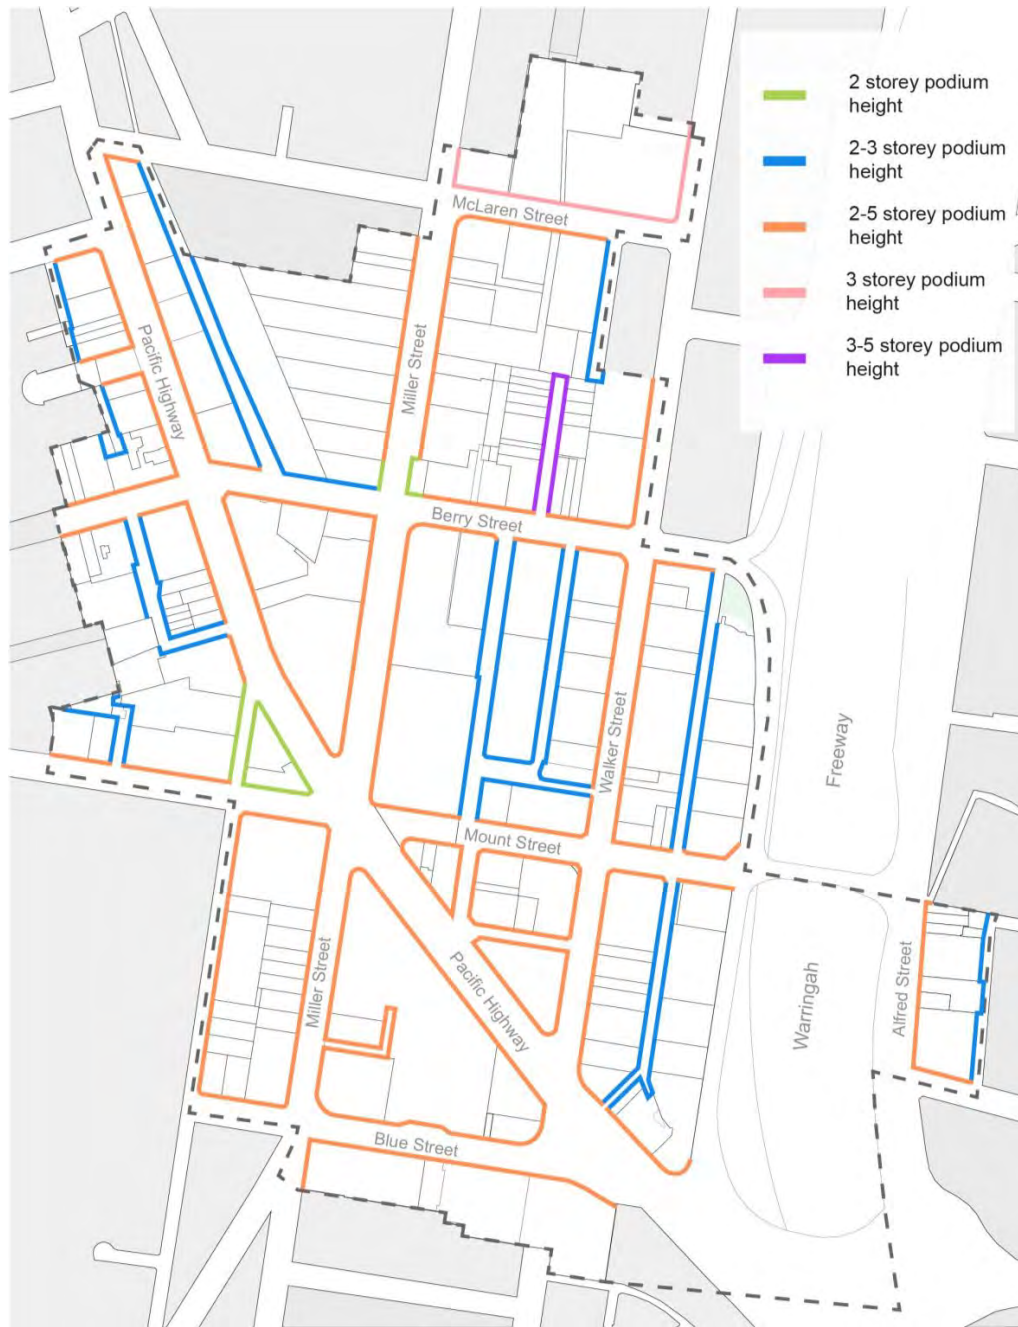 2 storey podium
height
2-3 storey podium
height
2-5 storey podium
height
3 storey podium
height
3-5 storey podium
height
McLaren Street
Pacific Highway
Miller Street
Berry Street
Walker Street
Freeway
Mount Street
Miller Street
Pacific Highway
Warringah
Alfred Street
Blue Street